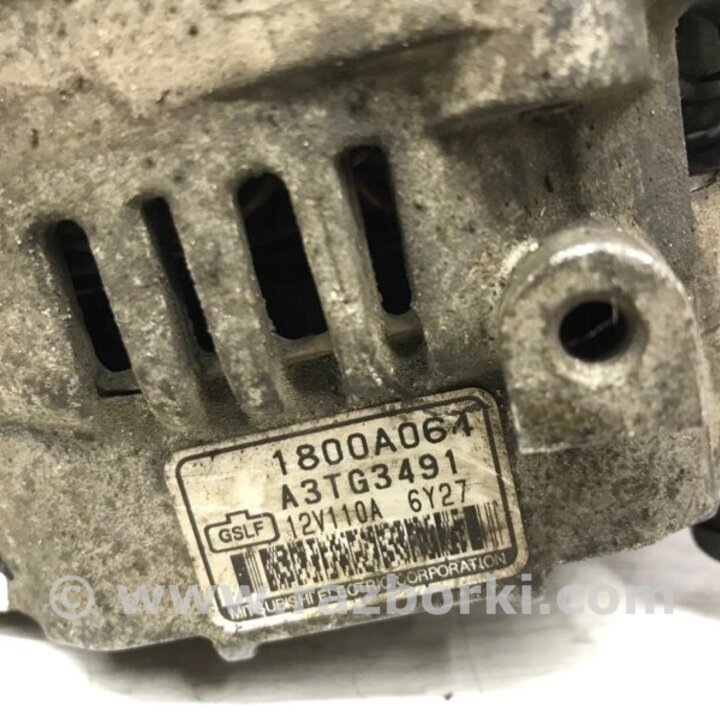 1800A064
A3TG3491
GSLF 12V110A 6Y27
MITSUBISHI ELECTRIC CORPORATION
© www.razborki.com